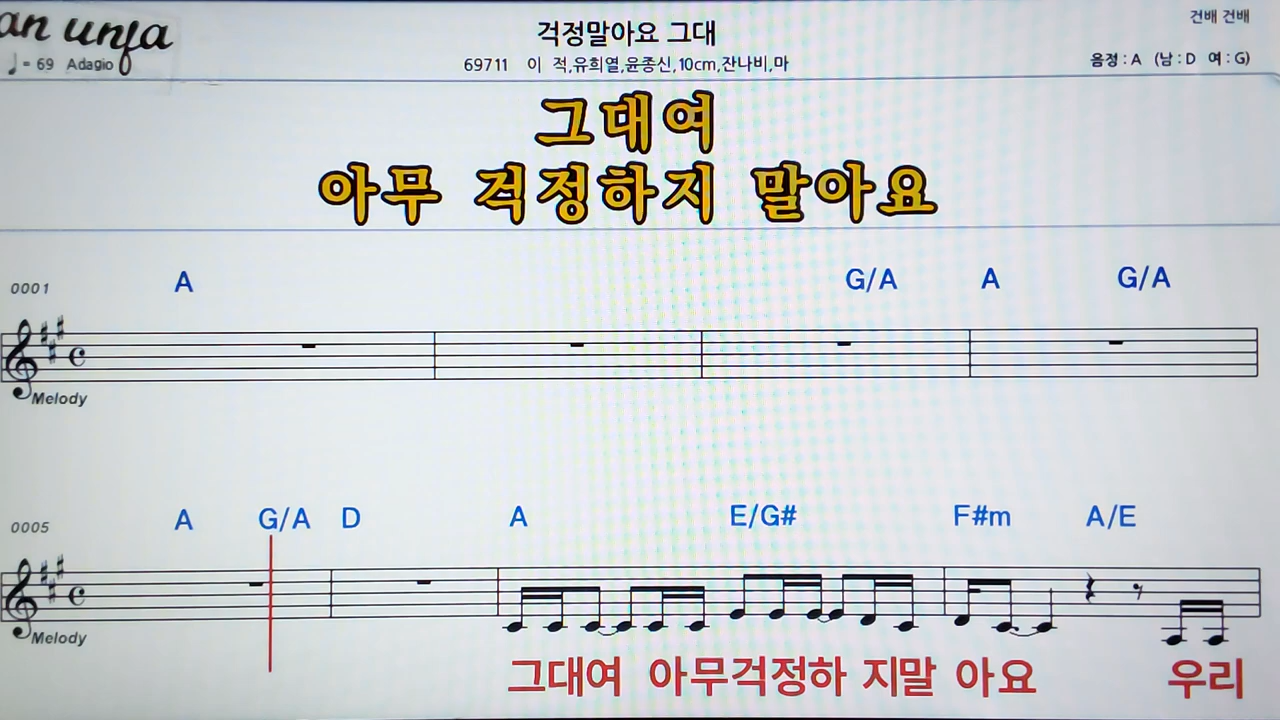 건배 건배
걱정말아요 그대
♩= 69 Adagio
69711 이 적,유희열,윤종신,10cm,잔나비,마
음정 : A (남 : D 여 : G)
그대여
아무 걱정하지 말아요
0001 A G/A A G/A
Melody
0005 A G/A D A E/G# F#m A/E
Melody
그대여 아무걱정하 지말 아요 우리